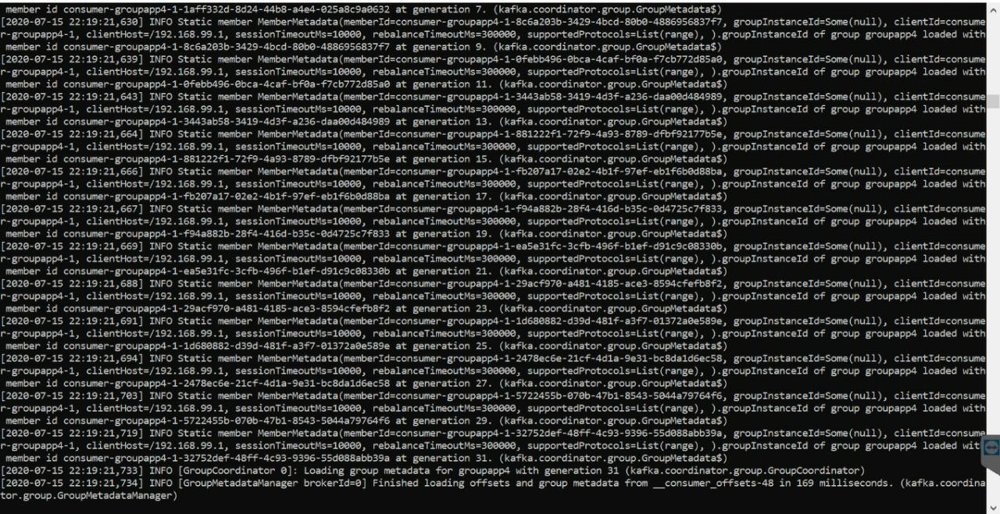 member id consumer-groupapp4-1-1aff332d-8d24-44b8-a4e4-025a8c9a0632 at generation 7. (kafka.coordinator.group.GroupMetadata$)
[2020-07-15 22:19:21,630] INFO Static member MemberMetadata(memberId=consumer-groupapp4-1-8c6a203b-3429-4bcd-80b0-4886956837f7, groupInstanceId=Some(null), clientId=consume
r-groupapp4-1, clientHost=/192.168.99.1, sessionTimeoutMs=10000, rebalanceTimeoutMs=300000, supportedProtocols=List(range), ).groupInstanceId of group groupapp4 loaded with
 member id consumer-groupapp4-1-8c6a203b-3429-4bcd-80b0-4886956837f7 at generation 9. (kafka.coordinator.group.GroupMetadata$)
[2020-07-15 22:19:21,639] INFO Static member MemberMetadata(memberId=consumer-groupapp4-1-0febb496-0bca-4caf-bf0a-f7cb772d85a0, groupInstanceId=Some(null), clientId=consume
r-groupapp4-1, clientHost=/192.168.99.1, sessionTimeoutMs=10000, rebalanceTimeoutMs=300000, supportedProtocols=List(range), ).groupInstanceId of group groupapp4 loaded with
 member id consumer-groupapp4-1-0febb496-0bca-4caf-bf0a-f7cb772d85a0 at generation 11. (kafka.coordinator.group.GroupMetadata$)
[2020-07-15 22:19:21,643] INFO Static member MemberMetadata(memberId=consumer-groupapp4-1-3443ab58-3419-4d3f-a236-daa00d484989, groupInstanceId=Some(null), clientId=consume
r-groupapp4-1, clientHost=/192.168.99.1, sessionTimeoutMs=10000, rebalanceTimeoutMs=300000, supportedProtocols=List(range), ).groupInstanceId of group groupapp4 loaded with
 member id consumer-groupapp4-1-3443ab58-3419-4d3f-a236-daa00d484989 at generation 13. (kafka.coordinator.group.GroupMetadata$)
[2020-07-15 22:19:21,664] INFO Static member MemberMetadata(memberId=consumer-groupapp4-1-881222f1-72f9-4a93-8789-dfbf92177b5e, groupInstanceId=Some(null), clientId=consume
r-groupapp4-1, clientHost=/192.168.99.1, sessionTimeoutMs=10000, rebalanceTimeoutMs=300000, supportedProtocols=List(range), ).groupInstanceId of group groupapp4 loaded with
 member id consumer-groupapp4-1-881222f1-72f9-4a93-8789-dfbf92177b5e at generation 15. (kafka.coordinator.group.GroupMetadata$)
[2020-07-15 22:19:21,666] INFO Static member MemberMetadata(memberId=consumer-groupapp4-1-fb207a17-02e2-4b1f-97ef-eb1f6b0d88ba, groupInstanceId=Some(null), clientId=consume
r-groupapp4-1, clientHost=/192.168.99.1, sessionTimeoutMs=10000, rebalanceTimeoutMs=300000, supportedProtocols=List(range), ).groupInstanceId of group groupapp4 loaded with
 member id consumer-groupapp4-1-fb207a17-02e2-4b1f-97ef-eb1f6b0d88ba at generation 17. (kafka.coordinator.group.GroupMetadata$)
[2020-07-15 22:19:21,667] INFO Static member MemberMetadata(memberId=consumer-groupapp4-1-f94a882b-28f4-416d-b35c-0d4725c7f833, groupInstanceId=Some(null), clientId=consume
r-groupapp4-1, clientHost=/192.168.99.1, sessionTimeoutMs=10000, rebalanceTimeoutMs=300000, supportedProtocols=List(range), ).groupInstanceId of group groupapp4 loaded with
 member id consumer-groupapp4-1-f94a882b-28f4-416d-b35c-0d4725c7f833 at generation 19. (kafka.coordinator.group.GroupMetadata$)
[2020-07-15 22:19:21,669] INFO Static member MemberMetadata(memberId=consumer-groupapp4-1-ea5e31fc-3cfb-496f-b1ef-d91c9c08330b, groupInstanceId=Some(null), clientId=consume
r-groupapp4-1, clientHost=/192.168.99.1, sessionTimeoutMs=10000, rebalanceTimeoutMs=300000, supportedProtocols=List(range), ).groupInstanceId of group groupapp4 loaded with
 member id consumer-groupapp4-1-ea5e31fc-3cfb-496f-b1ef-d91c9c08330b at generation 21. (kafka.coordinator.group.GroupMetadata$)
[2020-07-15 22:19:21,688] INFO Static member MemberMetadata(memberId=consumer-groupapp4-1-29acf970-a481-4185-ace3-8594cfefb8f2, groupInstanceId=Some(null), clientId=consume
r-groupapp4-1, clientHost=/192.168.99.1, sessionTimeoutMs=10000, rebalanceTimeoutMs=300000, supportedProtocols=List(range), ).groupInstanceId of group groupapp4 loaded with
 member id consumer-groupapp4-1-29acf970-a481-4185-ace3-8594cfefb8f2 at generation 23. (kafka.coordinator.group.GroupMetadata$)
[2020-07-15 22:19:21,691] INFO Static member MemberMetadata(memberId=consumer-groupapp4-1-1d680882-d39d-481f-a3f7-01372a0e589e, groupInstanceId=Some(null), clientId=consume
r-groupapp4-1, clientHost=/192.168.99.1, sessionTimeoutMs=10000, rebalanceTimeoutMs=300000, supportedProtocols=List(range), ).groupInstanceId of group groupapp4 loaded with
 member id consumer-groupapp4-1-1d680882-d39d-481f-a3f7-01372a0e589e at generation 25. (kafka.coordinator.group.GroupMetadata$)
[2020-07-15 22:19:21,694] INFO Static member MemberMetadata(memberId=consumer-groupapp4-1-2478ec6e-21cf-4d1a-9e31-bc8da1d6ec58, groupInstanceId=Some(null), clientId=consume
r-groupapp4-1, clientHost=/192.168.99.1, sessionTimeoutMs=10000, rebalanceTimeoutMs=300000, supportedProtocols=List(range), ).groupInstanceId of group groupapp4 loaded with
 member id consumer-groupapp4-1-2478ec6e-21cf-4d1a-9e31-bc8da1d6ec58 at generation 27. (kafka.coordinator.group.GroupMetadata$)
[2020-07-15 22:19:21,703] INFO Static member MemberMetadata(memberId=consumer-groupapp4-1-5722455b-070b-47b1-8543-5044a79764f6, groupInstanceId=Some(null), clientId=consume
r-groupapp4-1, clientHost=/192.168.99.1, sessionTimeoutMs=10000, rebalanceTimeoutMs=300000, supportedProtocols=List(range), ).groupInstanceId of group groupapp4 loaded with
 member id consumer-groupapp4-1-5722455b-070b-47b1-8543-5044a79764f6 at generation 29. (kafka.coordinator.group.GroupMetadata$)
[2020-07-15 22:19:21,719] INFO Static member MemberMetadata(memberId=consumer-groupapp4-1-32752def-48ff-4c93-9396-55d088abb39a, groupInstanceId=Some(null), clientId=consume
r-groupapp4-1, clientHost=/192.168.99.1, sessionTimeoutMs=10000, rebalanceTimeoutMs=300000, supportedProtocols=List(range), ).groupInstanceId of group groupapp4 loaded wit
 member id consumer-groupapp4-1-32752def-48ff-4c93-9396-55d088abb39a at generation 31. (kafka.coordinator.group.GroupMetadata$)
[2020-07-15 22:19:21,733] INFO [GroupCoordinator 0]: Loading group metadata for groupapp4 with generation 31 (kafka.coordinator.group.GroupCoordinator)
[2020-07-15 22:19:21,734] INFO [GroupMetadataManager brokerId=0] Finished loading offsets and group metadata from __consumer_offsets-48 in 169 milliseconds. (kafka.coordina
tor.group.GroupMetadataManager)